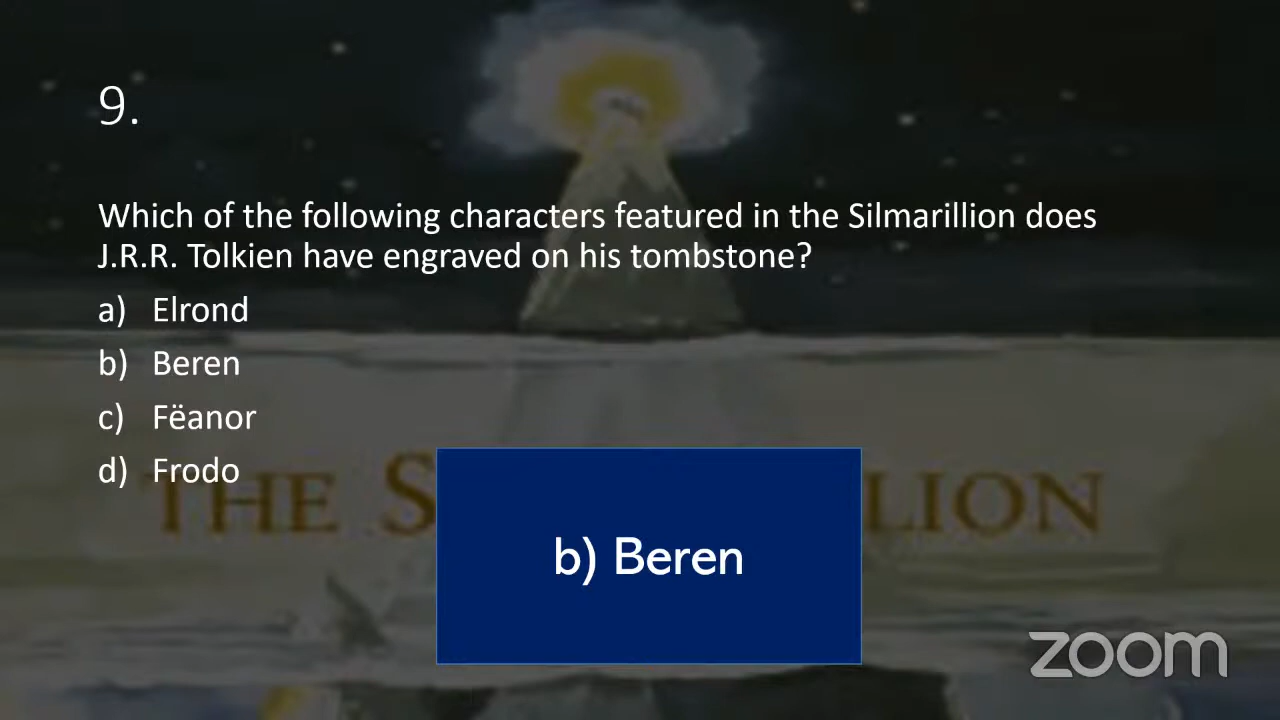 9.
Which of the following characters featured in the Silmarillion does
J.R.R. Tolkien have engraved on his tombstone?
a) Elrond
b) Beren
c) Fëanor
d) Frodo
THE S LION
b) Beren
zoom